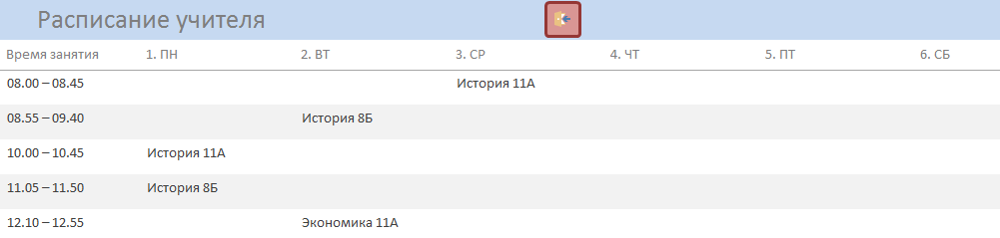 Расписание учителя
Время занятия 1. ПН 2. ВТ 3. СР 4. ЧТ 5. ПТ 6. СБ
08.00 – 08.45 История 11А
08.55 – 09.40 История 8Б
10.00 – 10.45 История 11А
11.05 – 11.50 История 8Б
12.10 – 12.55 Экономика 11А